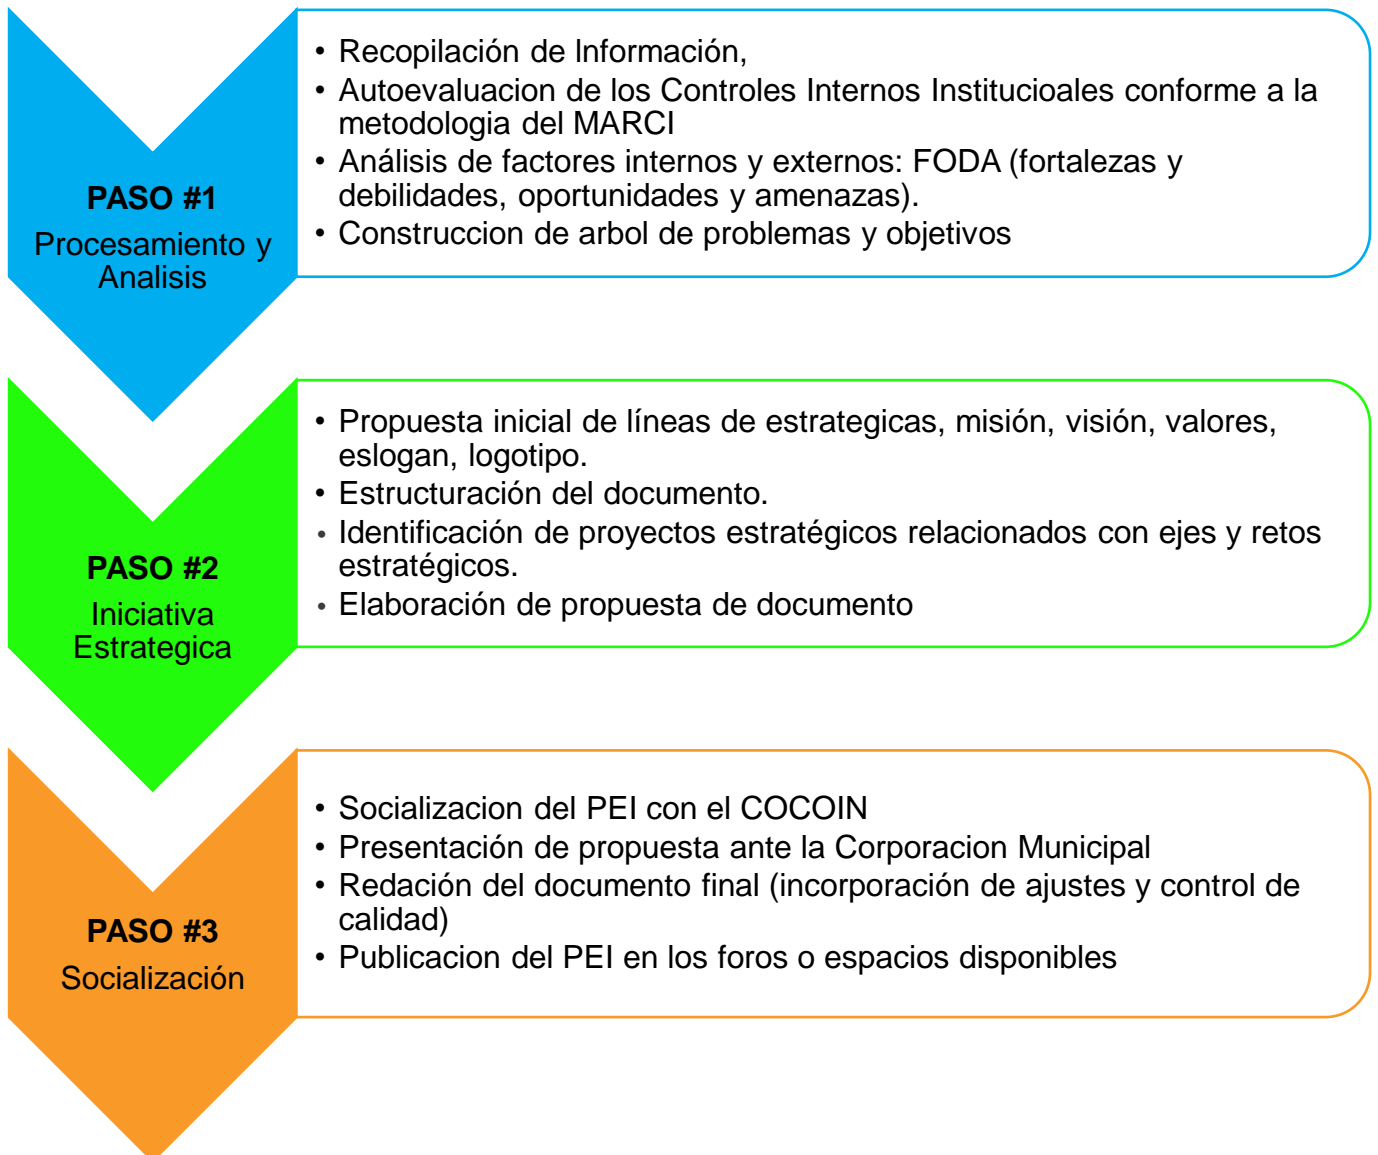 PASO #1
Procesamiento y
Analisis
• Recopilación de Información,
• Autoevaluacion de los Controles Internos Institucioales conforme a la
metodologia del MARCI
• Análisis de factores internos y externos: FODA (fortalezas y
debilidades, oportunidades y amenazas).
• Construccion de arbol de problemas y objetivos
PASO #2
Iniciativa
Estrategica
• Propuesta inicial de líneas de estrategicas, misión, visión, valores,
eslogan, logotipo.
• Estructuración del documento.
• Identificación de proyectos estratégicos relacionados con ejes y retos
estratégicos.
• Elaboración de propuesta de documento
PASO #3
Socialización
• Socializacion del PEI con el COCOIN
• Presentación de propuesta ante la Corporacion Municipal
• Redación del documento final (incorporación de ajustes y control de
calidad)
• Publicacion del PEI en los foros o espacios disponibles